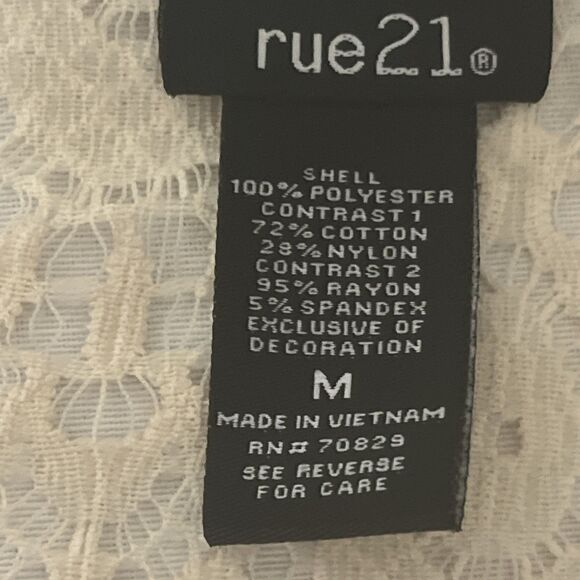 rue21®
SHELL
100% POLYESTER
CONTRAST 1
72% COTTON
28% NYLON
CONTRAST 2
95% RAYON
5% SPANDEX
EXCLUSIVE OF
DECORATION
M
MADE IN VIETNAM
RN# 70829
SEE REVERSE
FOR CARE